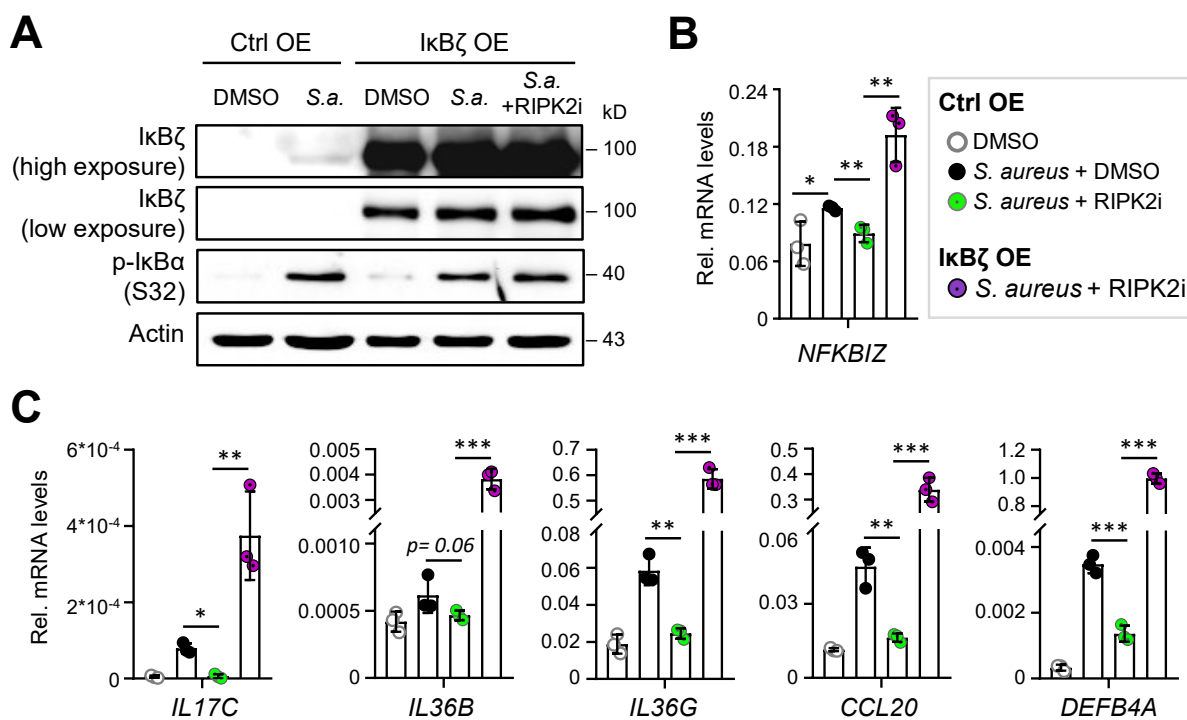 A
Ctrl OE IκBζ OE
DMSO S.a. DMSO S.a. S.a. +RIPK2i kD
IκBζ (high exposure) – 100
IκBζ (low exposure) – 100
p-IκBα (S32) – 40
Actin – 43
B
Rel. mRNA levels
0.24
0.18
0.12
0.06
0
* ** **
NFKBIZ
Ctrl OE
DMSO
S. aureus + DMSO
S. aureus + RIPK2i
IκBζ OE
S. aureus + RIPK2i
C
Rel. mRNA levels
6*10-4
4*10-4
2*10-4
0
* **
IL17C
0.005
0.004
0.003
0.0010
0.0005
0
p= 0.06 ***
IL36B
0.7
0.6
0.5
0.08
0.06
0.04
0.02
0
** ***
IL36G
0.5
0.4
0.3
0.06
0.03
0
** ***
CCL20
1.2
1.0
0.8
0.004
0.002
0
*** ***
DEFB4A